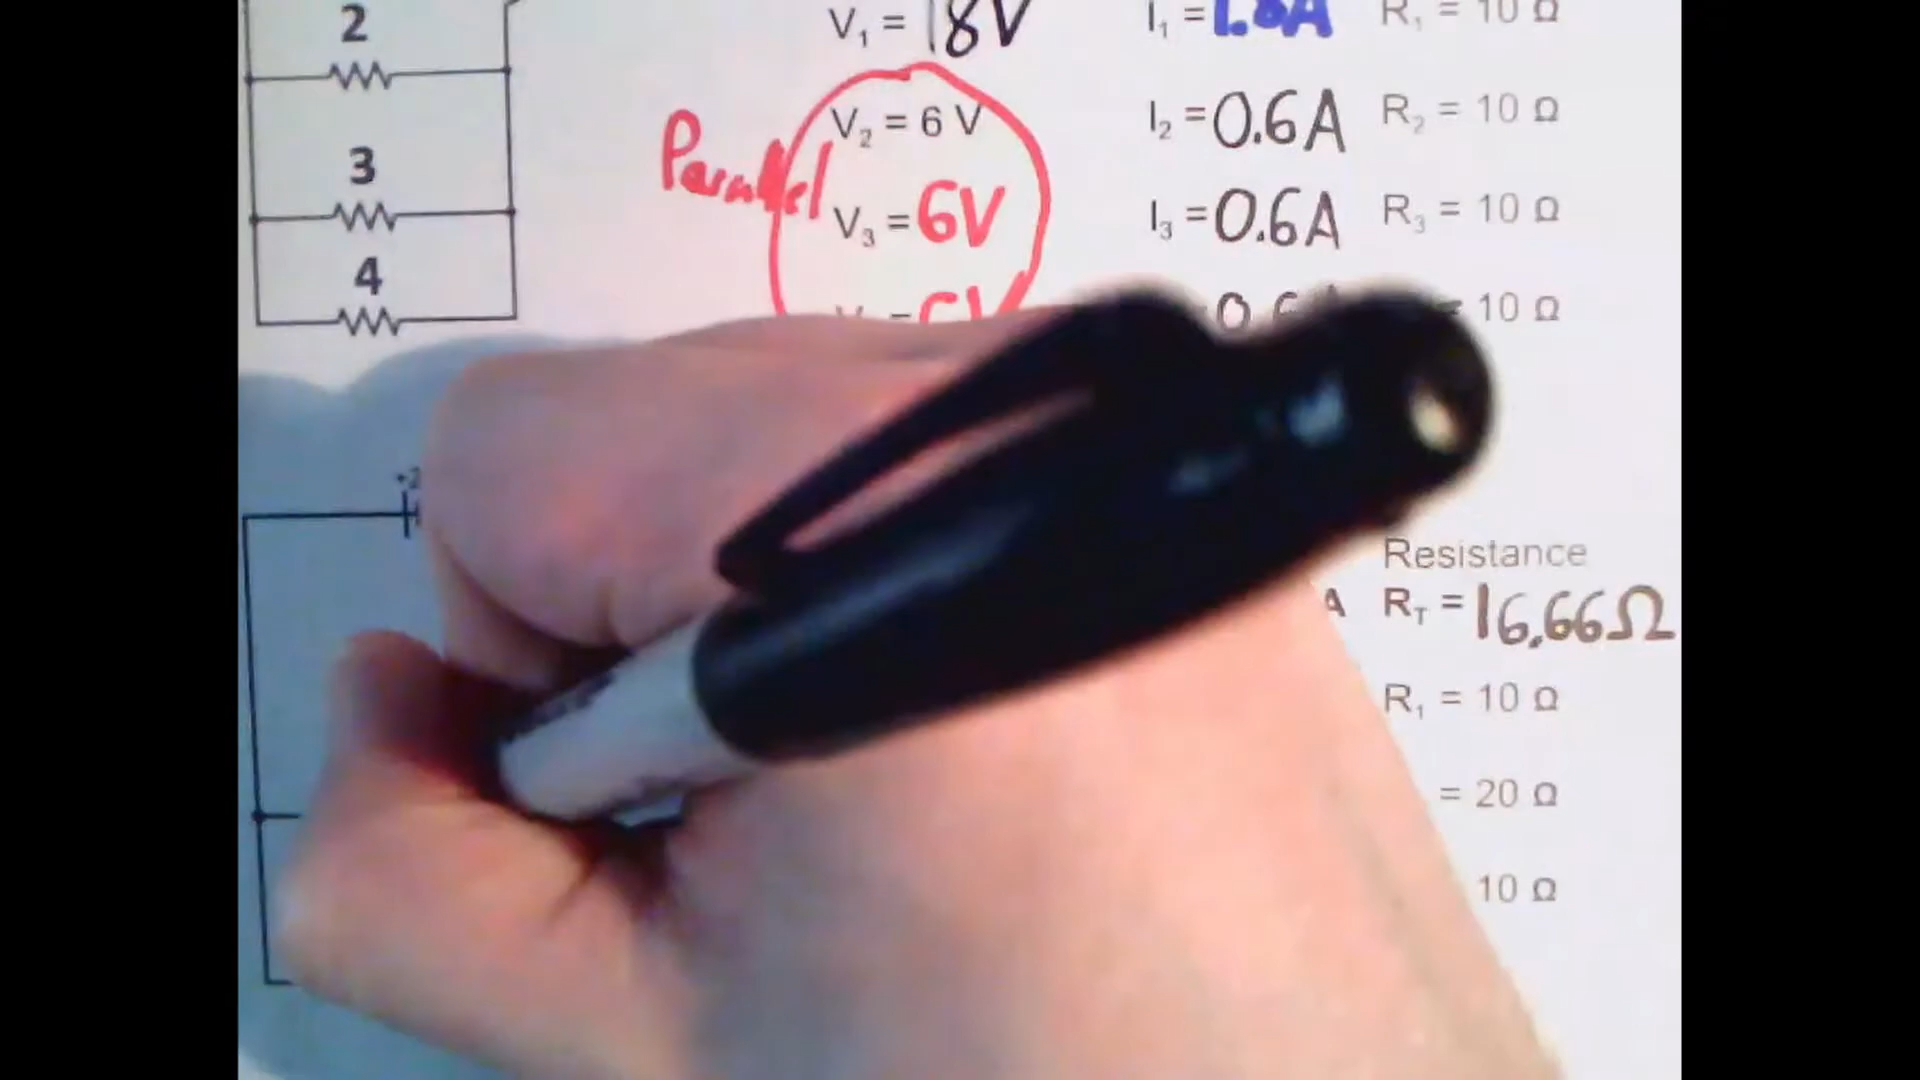 2
V₁ = 18V I₁ = 1.8A R₁ = 10 Ω
V₂ = 6 V I₂ = 0.6A R₂ = 10 Ω
3
Parallel
V₃ = 6V I₃ = 0.6A R₃ = 10 Ω
4
10 Ω
Resistance
A R_T = 16.66Ω
R₁ = 10 Ω
= 20 Ω
10 Ω